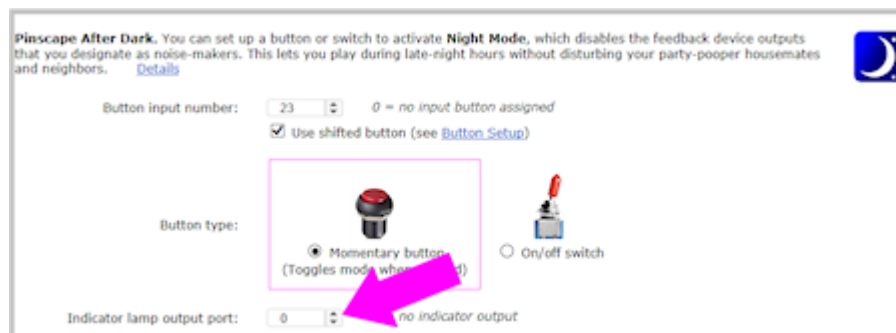 Pinscape After Dark. You can set up a button or switch to activate Night Mode, which disables the feedback device outputs
that you designate as noise-makers. This lets you play during late-night hours without disturbing your party-pooper housemates
and neighbors. Details
Button input number: 23 0 = no input button assigned
Use shifted button (see Button Setup)
Button type:
Momentary button On/off switch
(Toggles mode when
Indicator lamp output port: 0 no indicator output